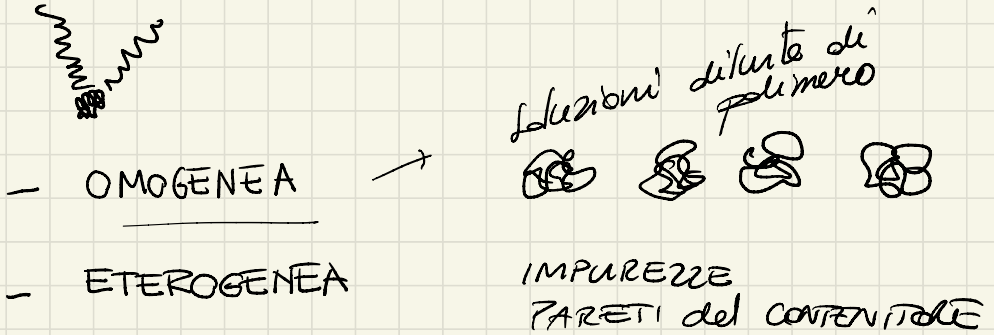 soluzioni diluite di
polimero
- OMOGENEA →
- ETEROGENEA
IMPUREZZE
PARETI del CONTENITORE